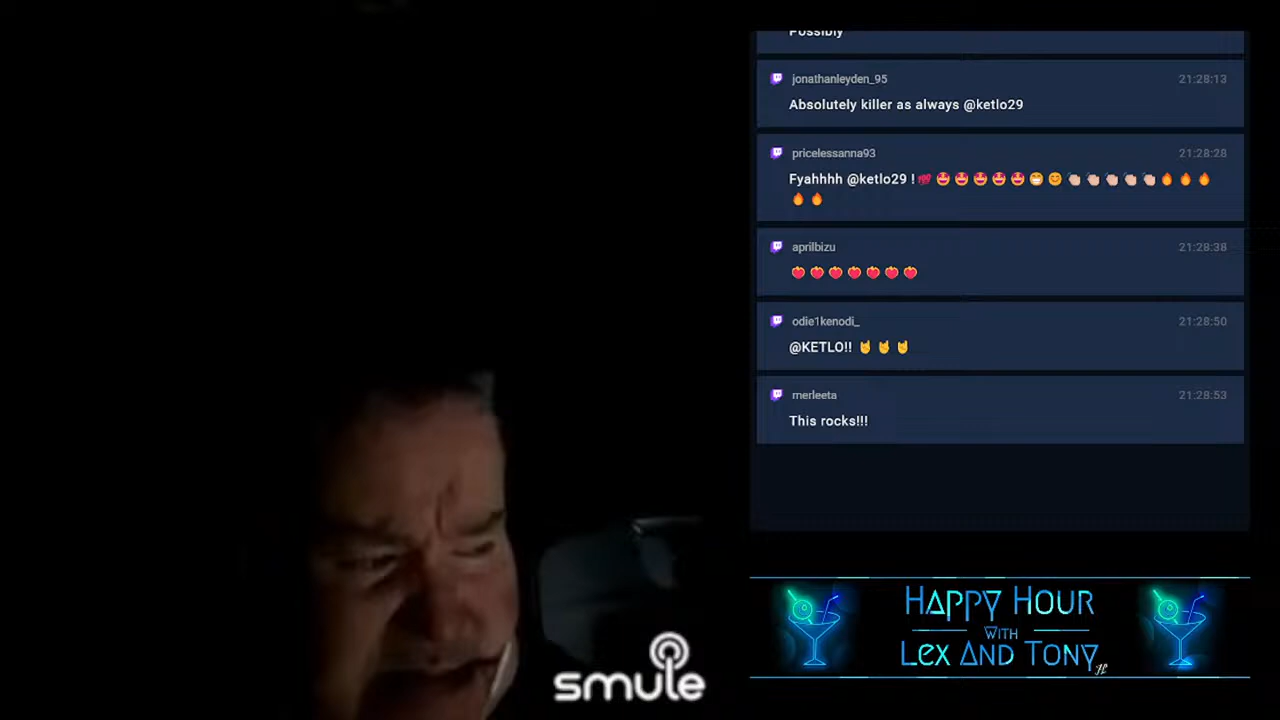 Possibly
jonathanleyden_95 21:28:13
Absolutely killer as always @ketlo29
pricelessanna93 21:28:28
Fyahhhh @ketlo29 ! 💯 🤩 🤩 🤩 🤩 🤩 😁 😊 👏🏻 👏🏻 👏🏻 👏🏻 👏🏻 🔥 🔥 🔥
🔥 🔥
aprilbizu 21:28:38
❤️ ❤️ ❤️ ❤️ ❤️ ❤️ ❤️
odie1kenodi_ 21:28:50
@KETLO!! 🤘 🤘 🤘
merleeta 21:28:53
This rocks!!!
smule
HAPPY HOUR
WITH
LEX AND TONY